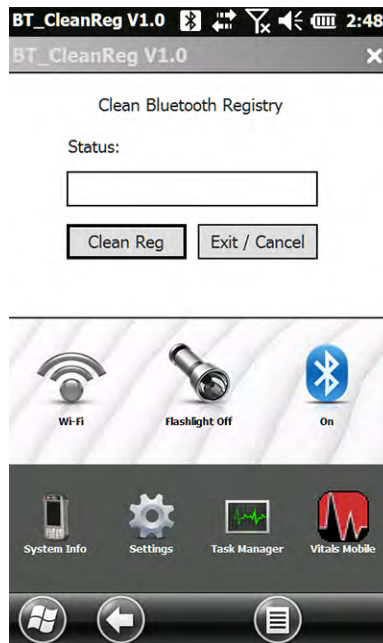 BT_CleanReg V1.0 2:48
BT_CleanReg V1.0
Clean Bluetooth Registry
Status:
Clean Reg Exit / Cancel
Wi-Fi Flashlight Off On
System Info Settings Task Manager Vitals Mobile